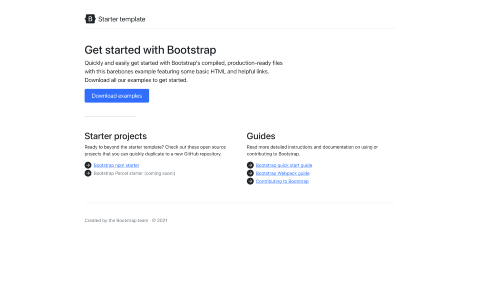 B Starter template
Get started with Bootstrap
Quickly and easily get started with Bootstrap's compiled, production-ready files
with this barebones example featuring some basic HTML and helpful links.
Download all our examples to get started.
Download examples
Starter projects
Ready to beyond the starter template? Check out these open source
projects that you can quickly duplicate to a new GitHub repository.
Bootstrap npm starter
Bootstrap Parcel starter (coming soon!)
Guides
Read more detailed instructions and documentation on using or
contributing to Bootstrap.
Bootstrap quick start guide
Bootstrap Webpack guide
Contributing to Bootstrap
Created by the Bootstrap team · © 2021